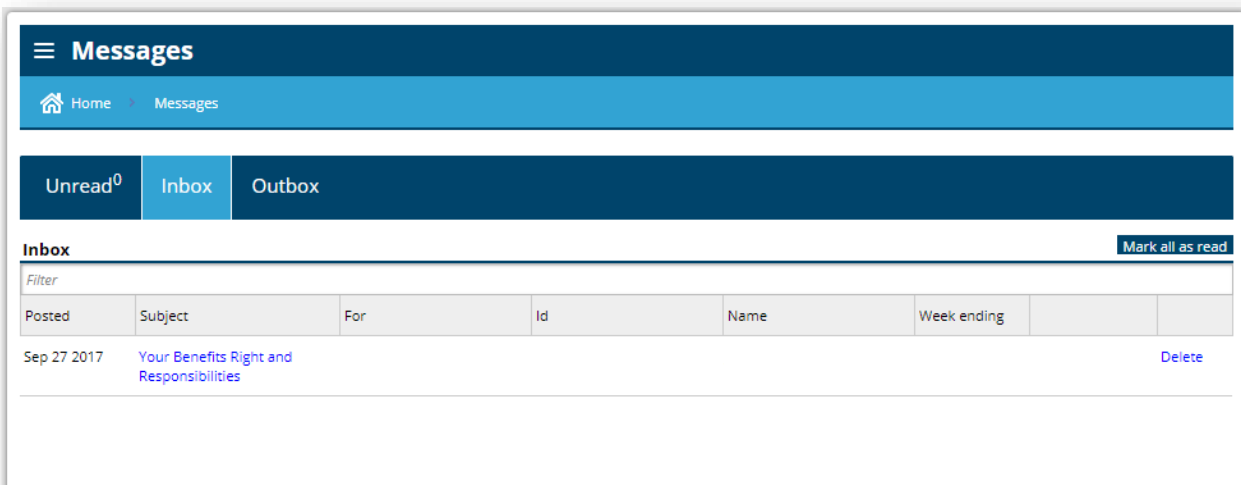 Messages
Home Messages
Unread0 Inbox Outbox
Inbox Mark all as read
Filter
Posted Subject For Id Name Week ending
Sep 27 2017 Your Benefits Right and Delete
Responsibilities